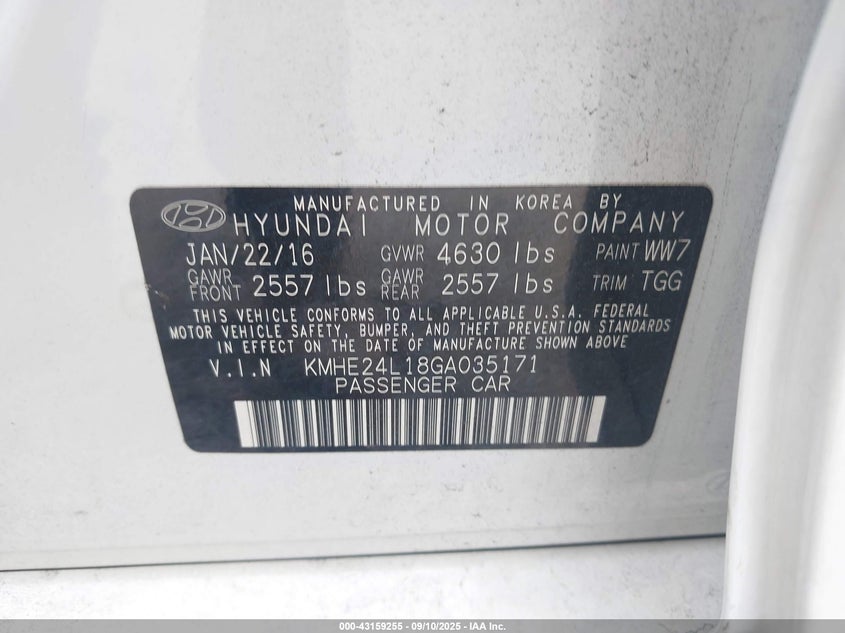 MANUFACTURED IN KOREA BY
HYUNDAI MOTOR COMPANY
JAN/22/16 GVWR 4630 lbs PAINT WW7
GAWR FRONT 2557 lbs GAWR REAR 2557 lbs TRIM TGG
THIS VEHICLE CONFORMS TO ALL APPLICABLE U.S.A. FEDERAL
MOTOR VEHICLE SAFETY, BUMPER, AND THEFT PREVENTION STANDARDS
IN EFFECT ON THE DATE OF MANUFACTURE SHOWN ABOVE
V.I.N KMHE24L18GA035171
PASSENGER CAR
000-43159255 - 09/10/2025 - IAA Inc.